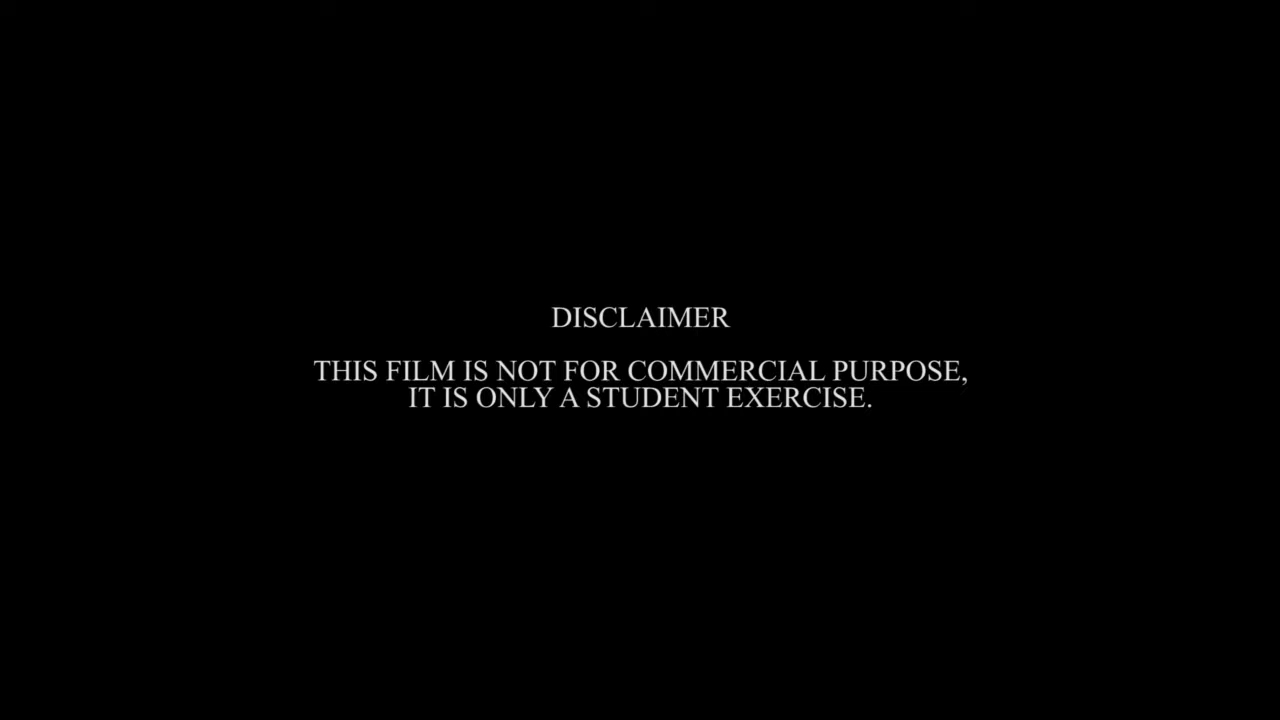 DISCLAIMER
THIS FILM IS NOT FOR COMMERCIAL PURPOSE,
IT IS ONLY A STUDENT EXERCISE.